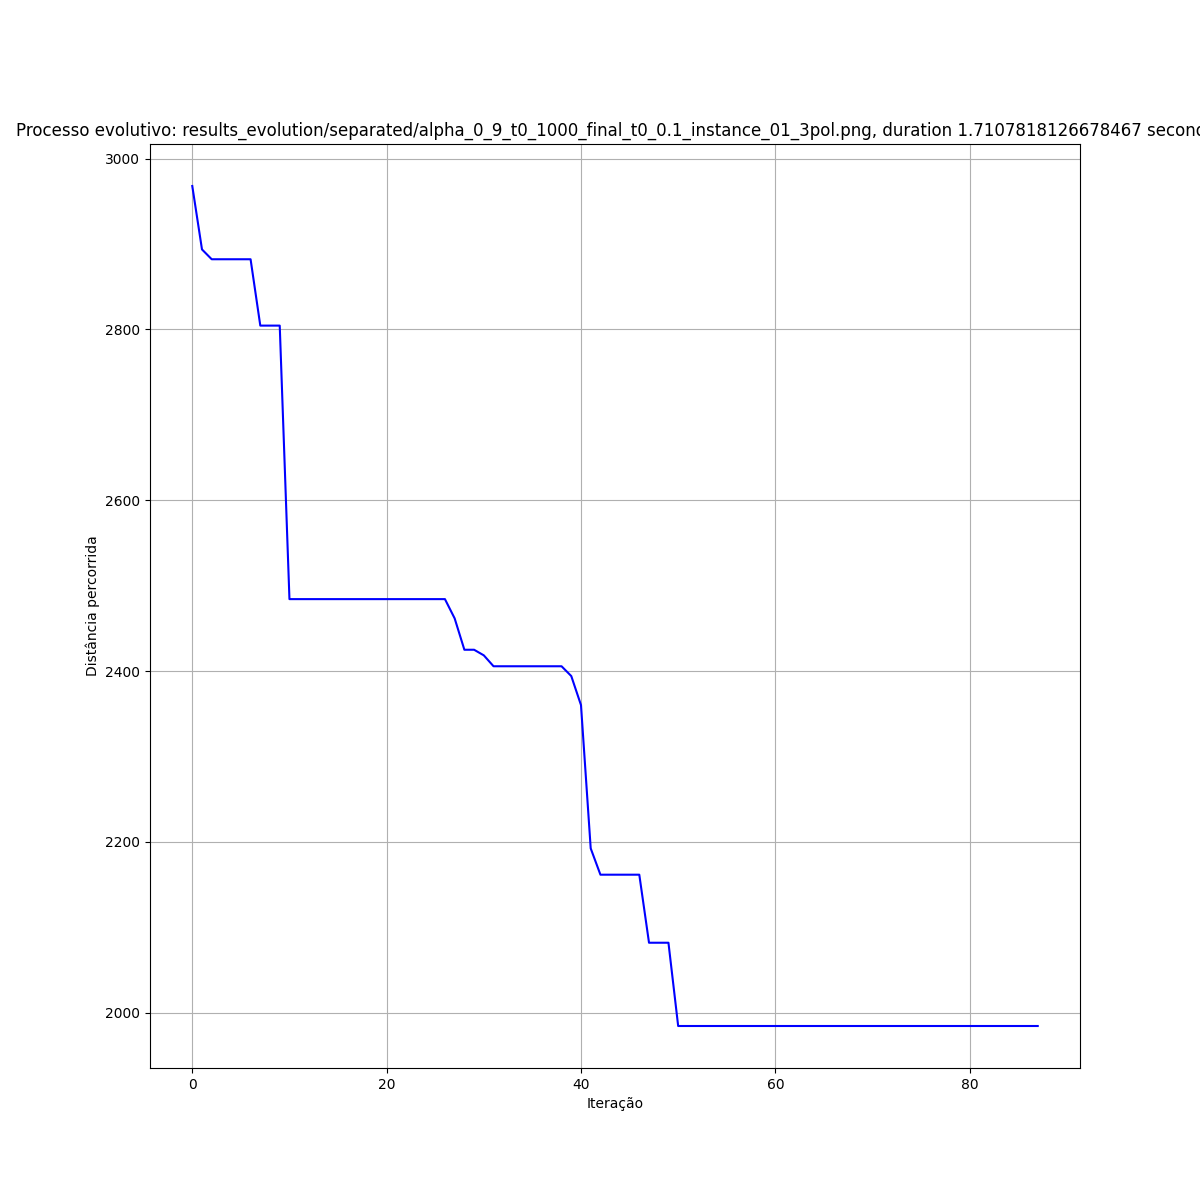 Processo evolutivo: results_evolution/separated/alpha_0_9_t0_1000_final_t0_0.1_instance_01_3pol.png, duration 1.7107818126678467
3000
2800
2600
2400
2200
2000
Distância percorrida
0 20 40 60 80
Iteração